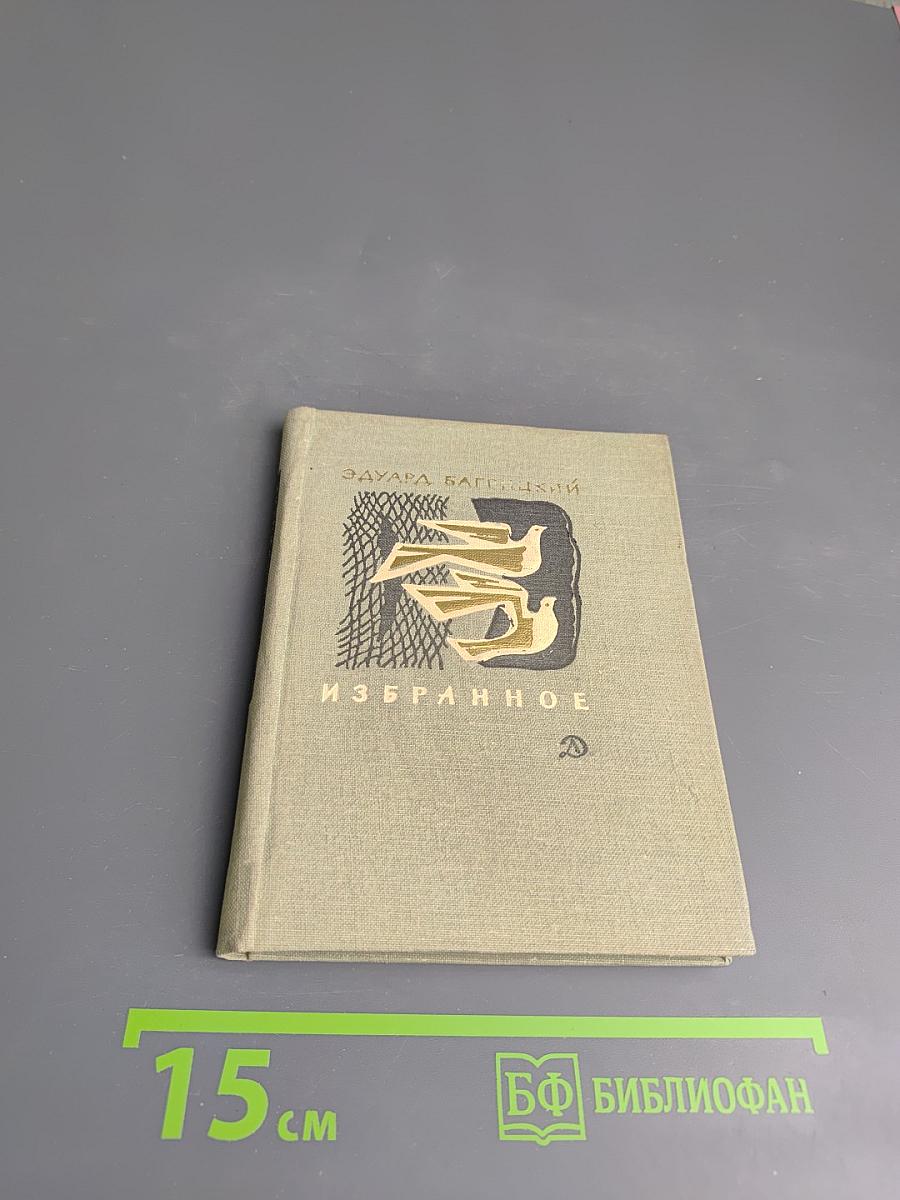 ЭДУАРД БАГРИЦКИЙ
ИЗБРАННОЕ
Д
15 см
БФ БИБЛИОФАН